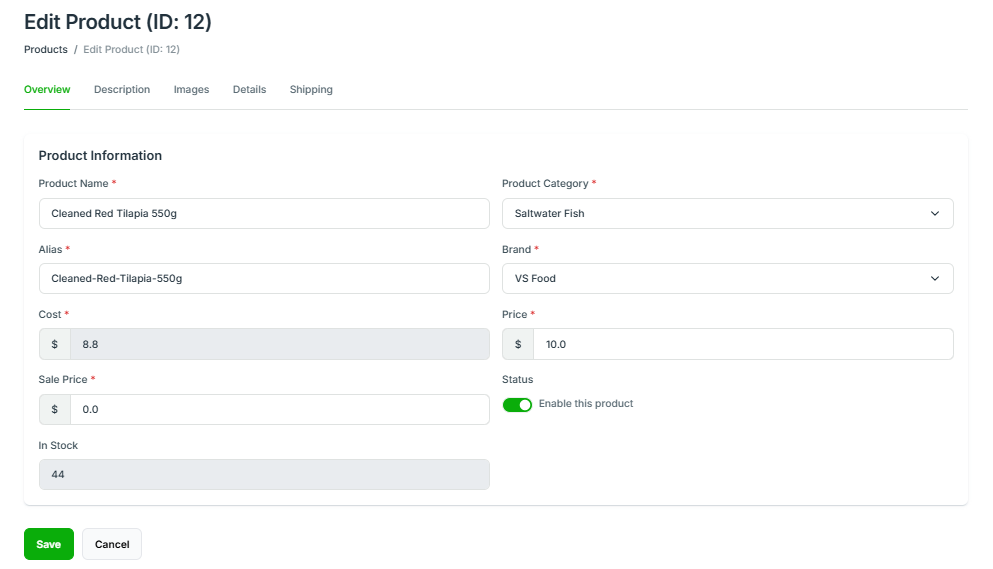 Edit Product (ID: 12)
Products / Edit Product (ID: 12)
Overview Description Images Details Shipping
Product Information
Product Name * Product Category *
Cleaned Red Tilapia 550g Saltwater Fish
Alias * Brand *
Cleaned-Red-Tilapia-550g VS Food
Cost * Price *
$ 8.8 $ 10.0
Sale Price * Status
$ 0.0 Enable this product
In Stock
44
Save Cancel